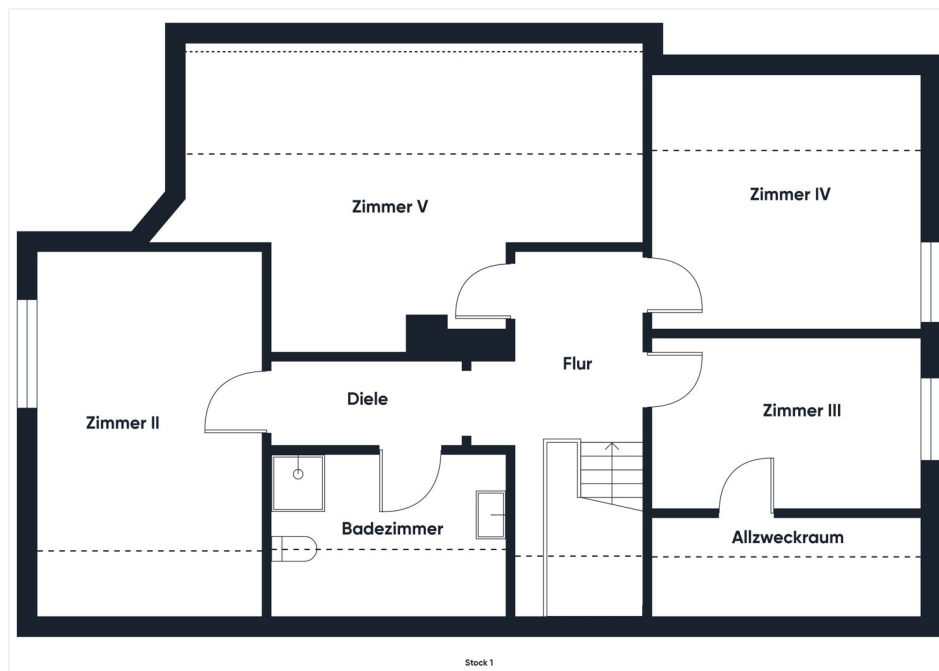 Zimmer V
Zimmer IV
Flur
Diele
Zimmer III
Zimmer II
Badezimmer
Allzweckraum
Stock 1